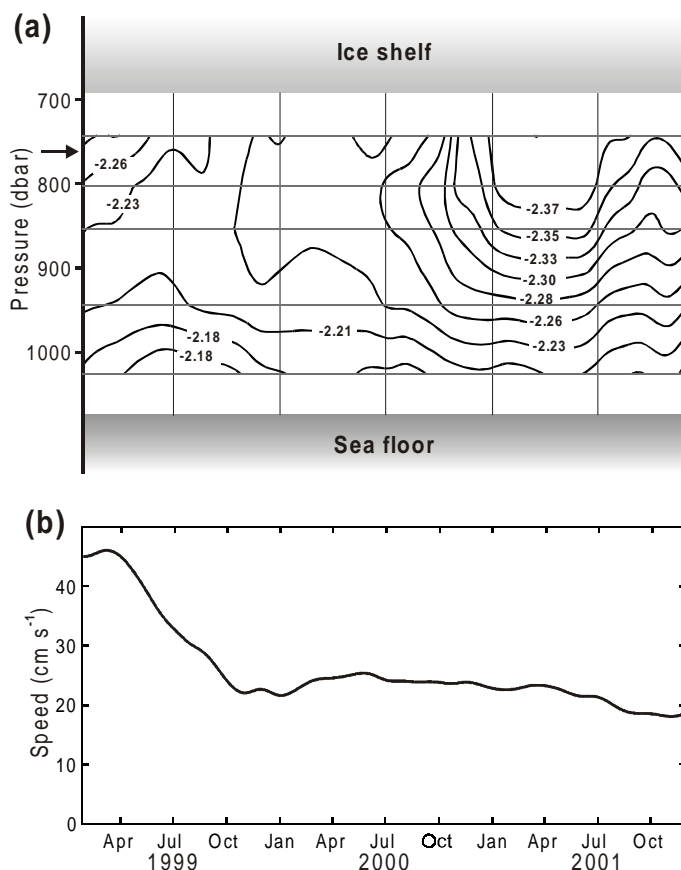 (a)
Ice shelf
700
800
900
1000
Pressure (dbar)
-2.26
-2.23
-2.37
-2.35
-2.33
-2.30
-2.28
-2.26
-2.21
-2.23
-2.18
-2.18
Sea floor
(b)
40
30
20
10
0
Speed (cm s⁻¹)
Apr Jul Oct Jan Apr Jul Oct Jan Apr Jul Oct
1999 2000 2001